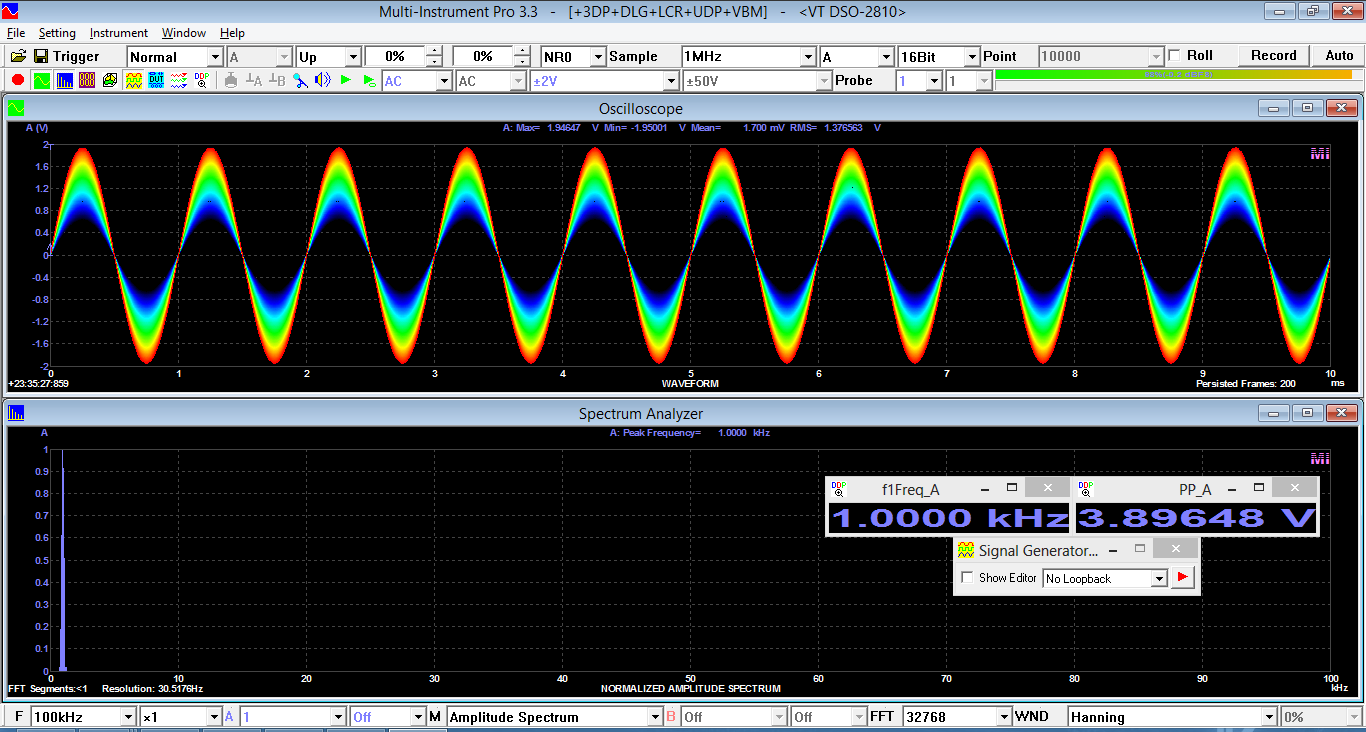 Multi-Instrument Pro 3.3 - [+3DP+DLG+LCR+UDP+VBM] - <VT DSO-2810>
File Setting Instrument Window Help
Trigger Normal A Up 0% 0% NR0 Sample 1MHz A 16Bit Point 10000 Roll Record Auto
DUT DDP A B AC AC ±2V ±50V Probe 1 1
Oscilloscope
A (V) A: Max= 1.94647 V Min= -1.95001 V Mean= 1.700 mV RMS= 1.376563 V
2
1.6
1.2
0.8
0.4
0
-0.4
-0.8
-1.2
-1.6
-2
MI
0 1 2 3 4 5 6 7 8 9 10
+23:35:27:859 WAVEFORM Persisted Frames: 200 ms
Spectrum Analyzer
A A: Peak Frequency= 1.0000 kHz
1
0.9
0.8
0.7
0.6
0.5
0.4
0.3
0.2
0.1
0
MI
DDP f1Freq_A
1.0000 kHz
DDP PP_A
3.89648 V
Signal Generator...
Show Editor No Loopback
0 10 20 30 40 50 60 70 80 90 100
FFT Segments:<1 Resolution: 30.5176Hz NORMALIZED AMPLITUDE SPECTRUM kHz
F 100kHz ×1 A 1 Off M Amplitude Spectrum B Off Off FFT 32768 WND Hanning 0%